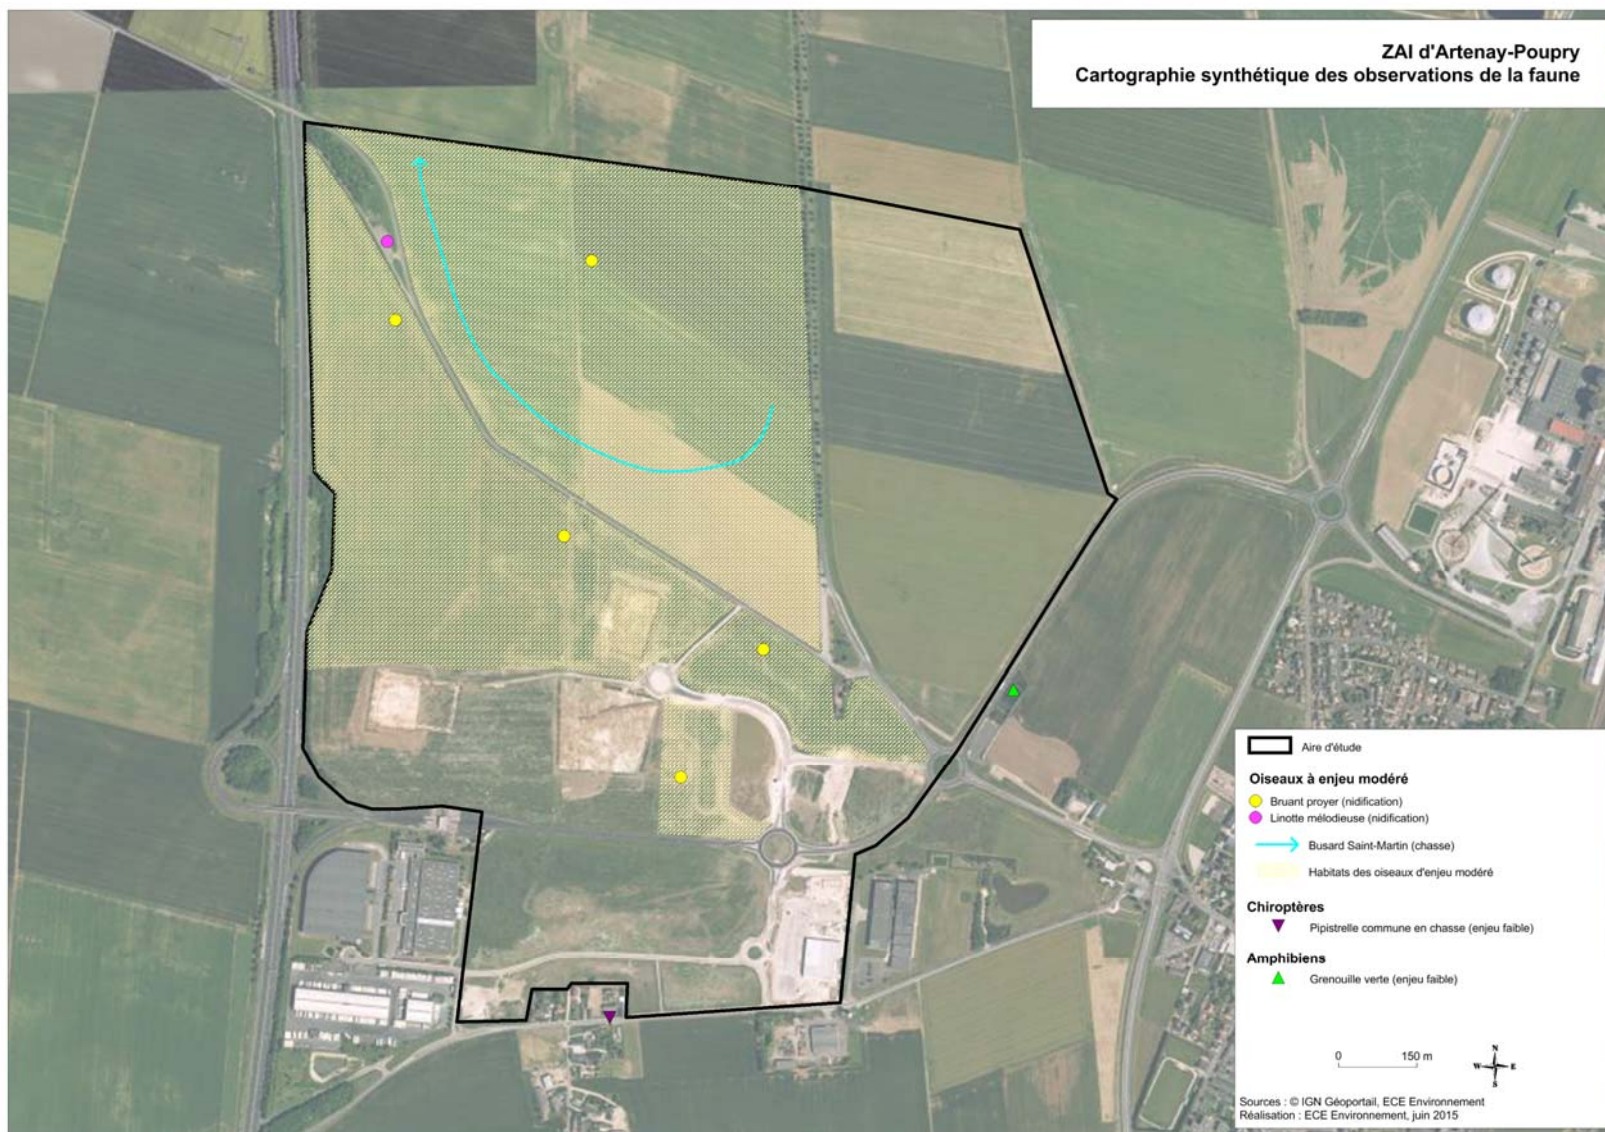 ZAI d'Artenay-Poupry
Cartographie synthétique des observations de la faune
Aire d'étude
Oiseaux à enjeu modéré
Bruant proyer (nidification)
Linotte mélodieuse (nidification)
Busard Saint-Martin (chasse)
Habitats des oiseaux d'enjeu modéré
Chiroptères
Pipistrelle commune en chasse (enjeu faible)
Amphibiens
Grenouille verte (enjeu faible)
0 150 m
N
W E
S
Sources : © IGN Géoportail, ECE Environnement
Réalisation : ECE Environnement, juin 2015